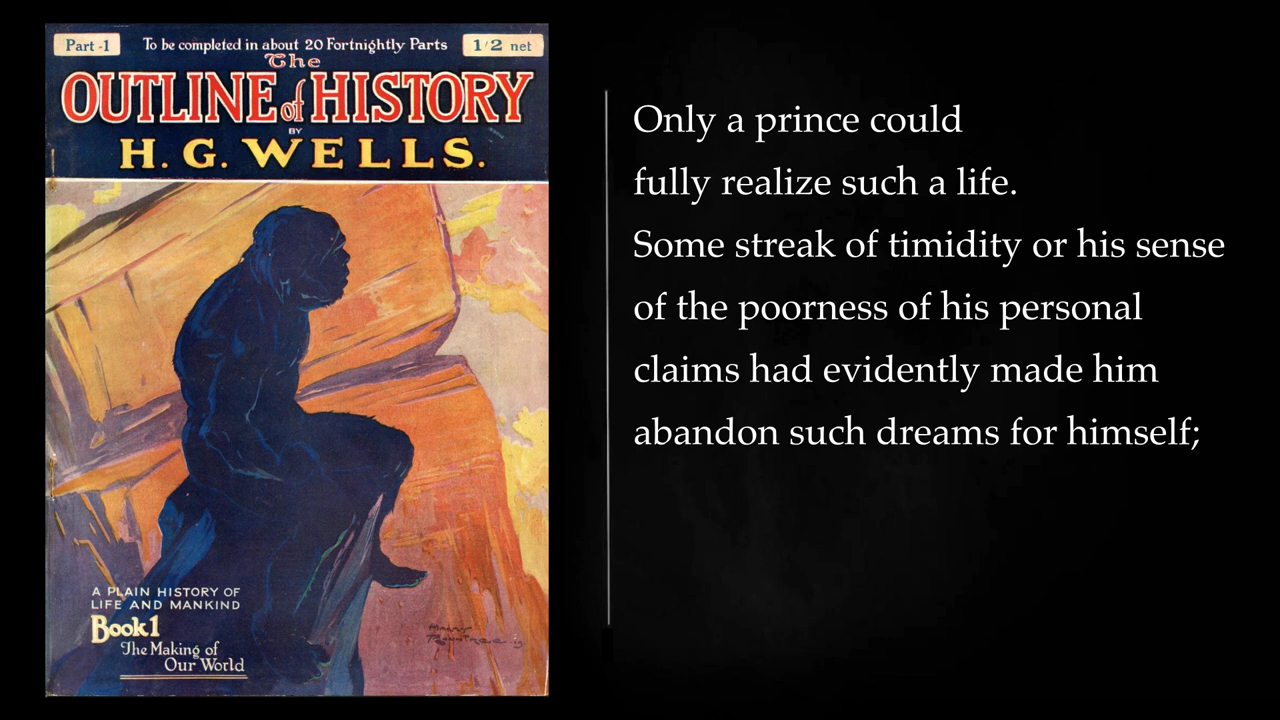 Part -1
To be completed in about 20 Fortnightly Parts
1/2 net
The
OUTLINE of HISTORY
BY
H. G. WELLS.
A PLAIN HISTORY OF
LIFE AND MANKIND
Book 1
The Making of
Our World
Only a prince could
fully realize such a life.
Some streak of timidity or his sense
of the poorness of his personal
claims had evidently made him
abandon such dreams for himself;